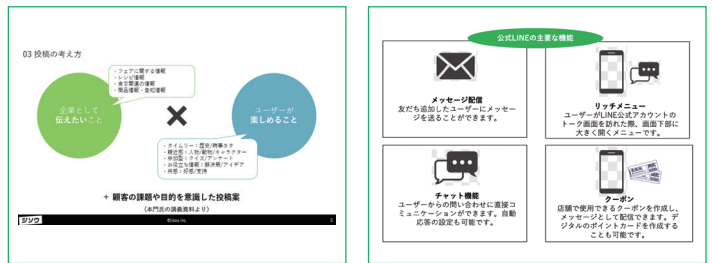 03 投稿の考え方
・フェアに関する情報
・レシピ情報
・食文関連の情報
・商品情報・告知情報
企業として
伝えたいこと
ユーザーが
楽しめること
・タイムリー：歴史/時事ネタ
・親近感：人物/動物/キャラクター
・参加型：クイズ/アンケート
・お役立ち情報：解決策/アイデア
・共感：好感/支持
+ 顧客の課題や目的を意識した投稿案
（本門氏の講義資料より）
シソウ
©jisou inc.
5
公式LINEの主要な機能
メッセージ配信
友だち追加したユーザーにメッセー
ジを送ることができます。
リッチメニュー
ユーザーがLINE公式アカウントの
トーク画面を訪れた際、画面下部に
大きく開くメニューです。
チャット機能
ユーザーからの問い合わせに直接コ
ミュニケーションができます。自動
応答の設定も可能です。
クーポン
店舗で使用できるクーポンを作成し、
メッセージとして配信できます。デ
ジタルのポイントカードを作成する
ことも可能です。